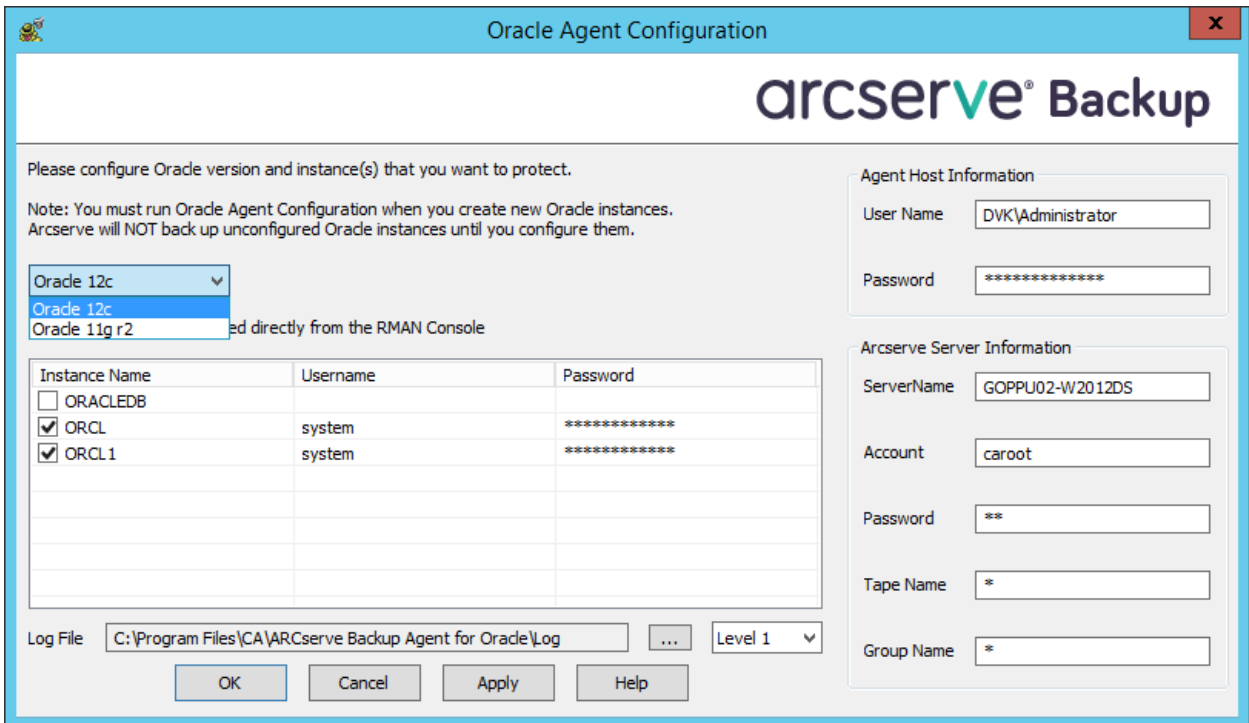 Oracle Agent Configuration
x
arcserve® Backup
Please configure Oracle version and instance(s) that you want to protect.
Note: You must run Oracle Agent Configuration when you create new Oracle instances.
Arcserve will NOT back up unconfigured Oracle instances until you configure them.
Oracle 12c
Oracle 12c
Oracle 11g r2
ed directly from the RMAN Console
Instance Name Username Password
ORACLEDB
ORCL system ************
ORCL1 system ************
Log File C:\Program Files\CA\ARCserve Backup Agent for Oracle\Log ... Level 1
OK Cancel Apply Help
Agent Host Information
User Name DVK\Administrator
Password *************
Arcserve Server Information
ServerName GOPPU02-W2012DS
Account caroot
Password **
Tape Name *
Group Name *